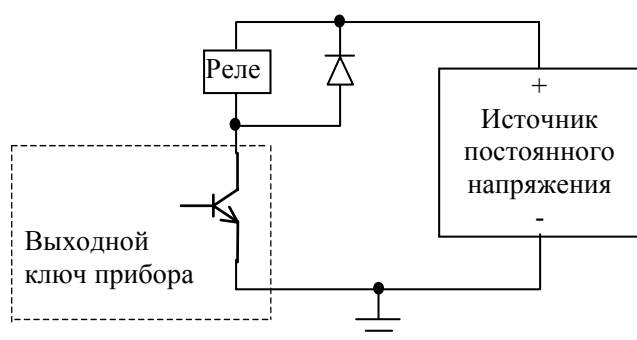 Реле
+
Источник
постоянного
напряжения
-
Выходной
ключ прибора